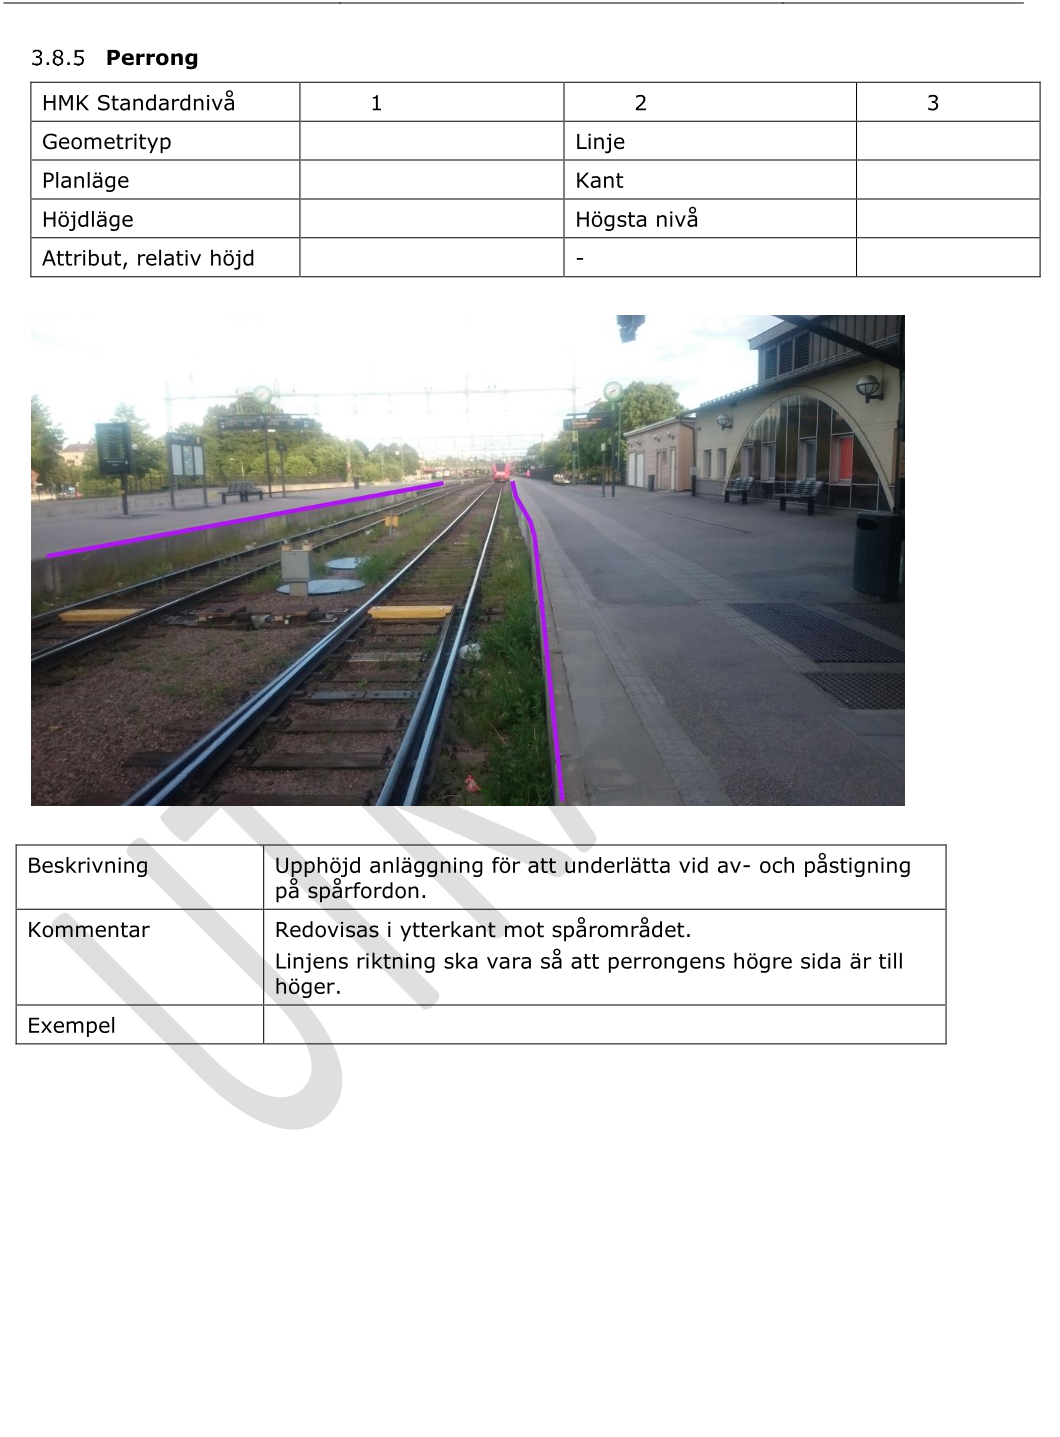 3.8.5 Perrong
HMK Standardnivå 1 2 3
Geometrityp Linje
Planläge Kant
Höjdläge Högsta nivå
Attribut, relativ höjd -
Beskrivning Upphöjd anläggning för att underlätta vid av- och påstigning
på spårfordon.
Kommentar Redovisas i ytterkant mot spårområdet.
Linjens riktning ska vara så att perrongens högre sida är till
höger.
Exempel